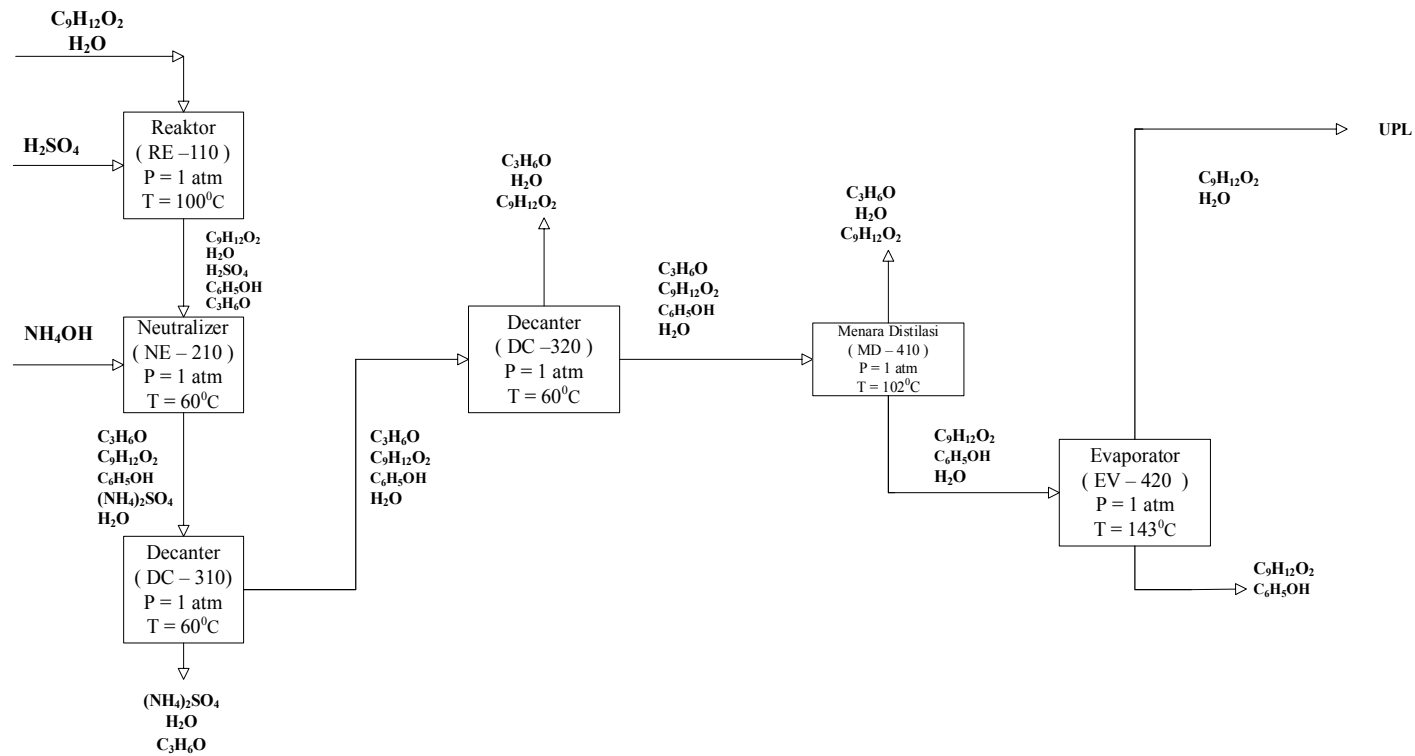 C₉H₁₂O₂
H₂O
H₂SO₄
Reaktor
( RE –110 )
P = 1 atm
T = 100⁰C
C₉H₁₂O₂
H₂O
H₂SO₄
C₆H₅OH
C₃H₆O
NH₄OH
Neutralizer
( NE – 210 )
P = 1 atm
T = 60⁰C
C₃H₆O
C₉H₁₂O₂
C₆H₅OH
(NH₄)₂SO₄
H₂O
Decanter
( DC – 310)
P = 1 atm
T = 60⁰C
(NH₄)₂SO₄
H₂O
C₃H₆O
C₃H₆O
C₉H₁₂O₂
C₆H₅OH
H₂O
C₃H₆O
H₂O
C₉H₁₂O₂
Decanter
( DC –320 )
P = 1 atm
T = 60⁰C
C₃H₆O
C₉H₁₂O₂
C₆H₅OH
H₂O
C₃H₆O
H₂O
C₉H₁₂O₂
Menara Distilasi
( MD – 410 )
P = 1 atm
T = 102⁰C
C₉H₁₂O₂
C₆H₅OH
H₂O
Evaporator
( EV – 420 )
P = 1 atm
T = 143⁰C
C₉H₁₂O₂
H₂O
UPL
C₉H₁₂O₂
C₆H₅OH